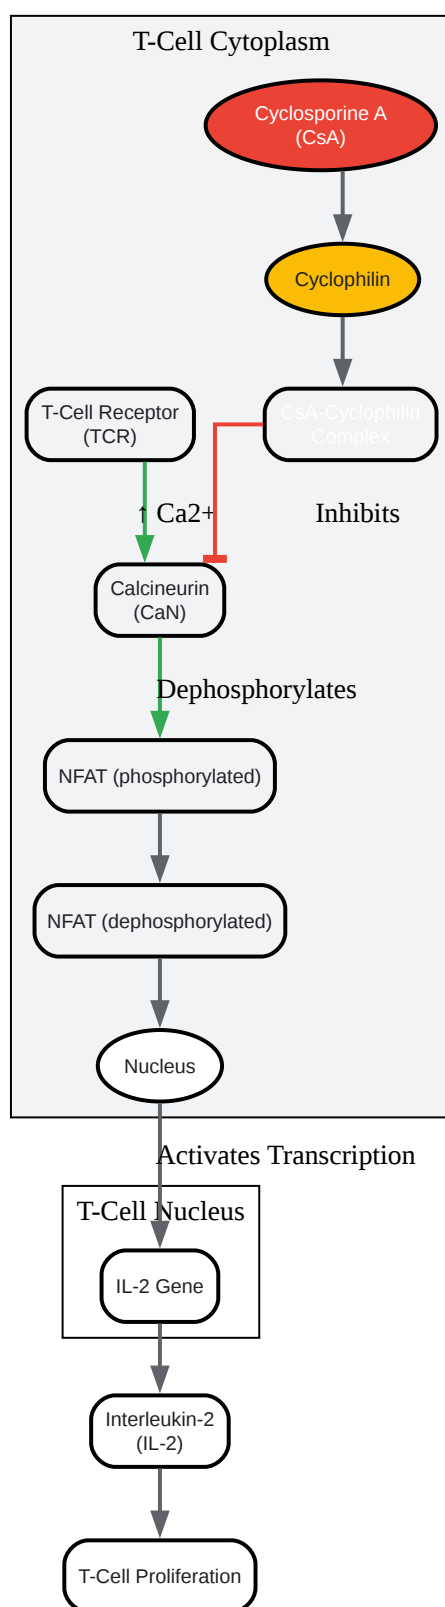 T-Cell Cytoplasm
Cyclosporine A
(CsA)
Cyclophilin
T-Cell Receptor
(TCR)
CsA-Cyclophilin
Complex
↑ Ca2+
Inhibits
Calcineurin
(CaN)
Dephosphorylates
NFAT (phosphorylated)
NFAT (dephosphorylated)
Nucleus
Activates Transcription
T-Cell Nucleus
IL-2 Gene
Interleukin-2
(IL-2)
T-Cell Proliferation